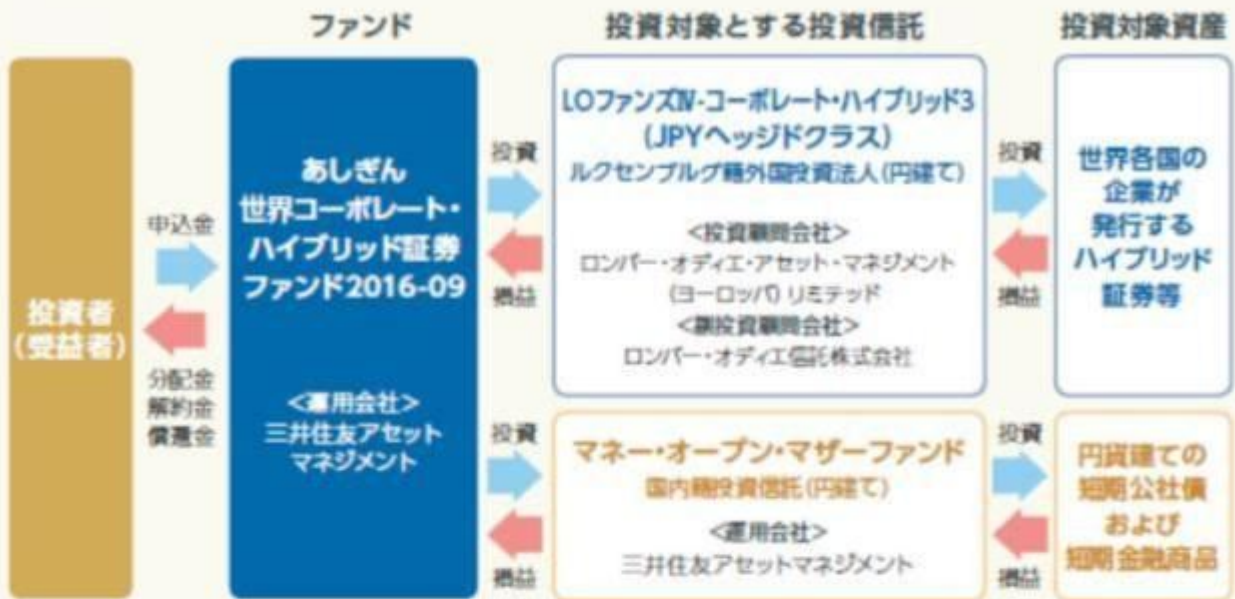 ファンド
投資対象とする投資信託
投資対象資産
投資者
(受益者)
申込金
分配金
解約金
償還金
あしぎん
世界コーポレート・
ハイブリッド証券
ファンド2016-09
<運用会社>
三井住友アセット
マネジメント
投資
損益
LOファンズⅣ-コーポレート・ハイブリッド3
(JPYヘッジドクラス)
ルクセンブルグ籍外国投資法人(円建て)
<投資顧問会社>
ロンバー・オディエ・アセット・マネジメント
(ヨーロッパ)リミテッド
<副投資顧問会社>
ロンバー・オディエ信託株式会社
投資
損益
世界各国の
企業が
発行する
ハイブリッド
証券等
投資
損益
マネー・オープン・マザーファンド
国内籍投資信託(円建て)
<運用会社>
三井住友アセットマネジメント
投資
損益
円貨建ての
短期公社債
および
短期金融商品